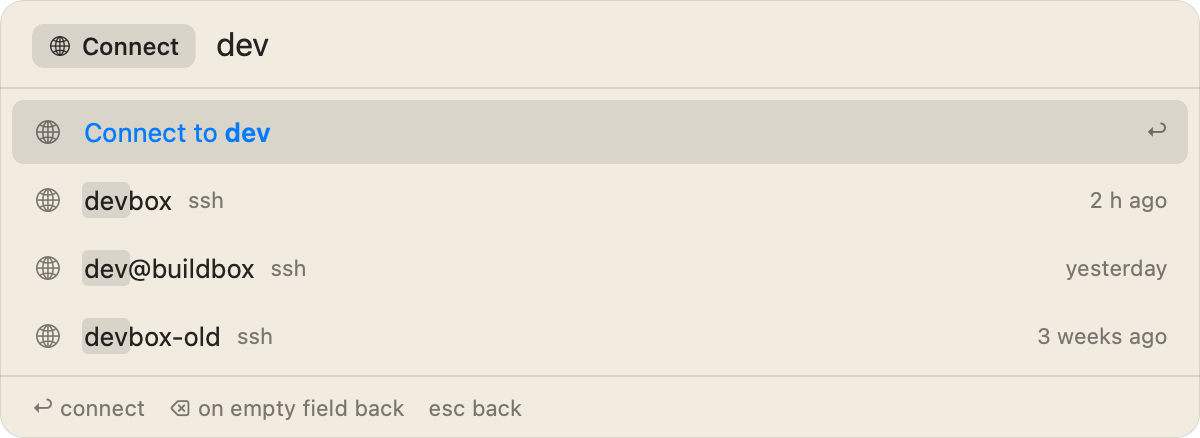 Connect dev
Connect to dev
devbox ssh 2 h ago
dev@buildbox ssh yesterday
devbox-old ssh 3 weeks ago
connect on empty field back esc back